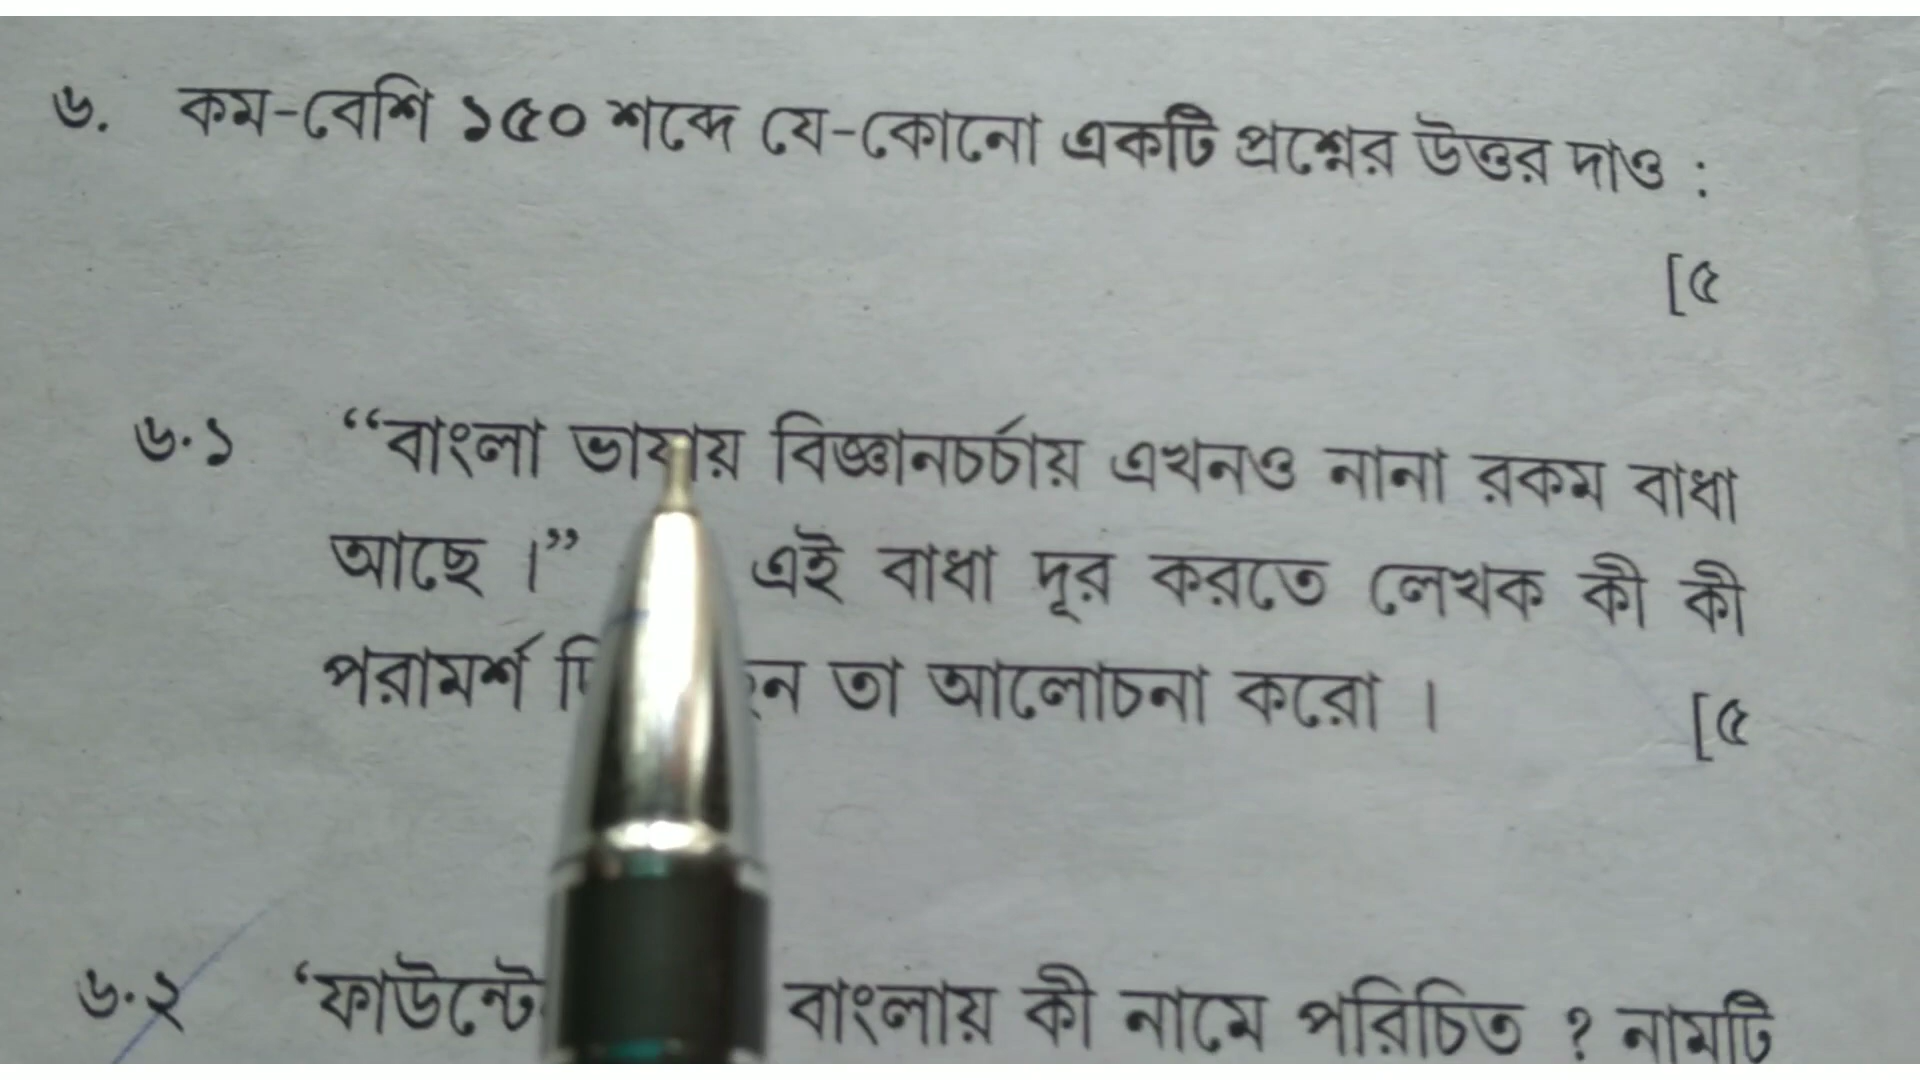 ৬. কম-বেশি ১৫০ শব্দে যে-কোনো একটি প্রশ্নের উত্তর দাও :
[৫
৬.১ “বাংলা ভাষায় বিজ্ঞানচর্চায় এখনও নানা রকম বাধা
আছে ।” এই বাধা দূর করতে লেখক কী কী
পরামর্শ তা আলোচনা করো । [৫
৬.২ বাংলায় কী নামে পরিচিত ? নামটি